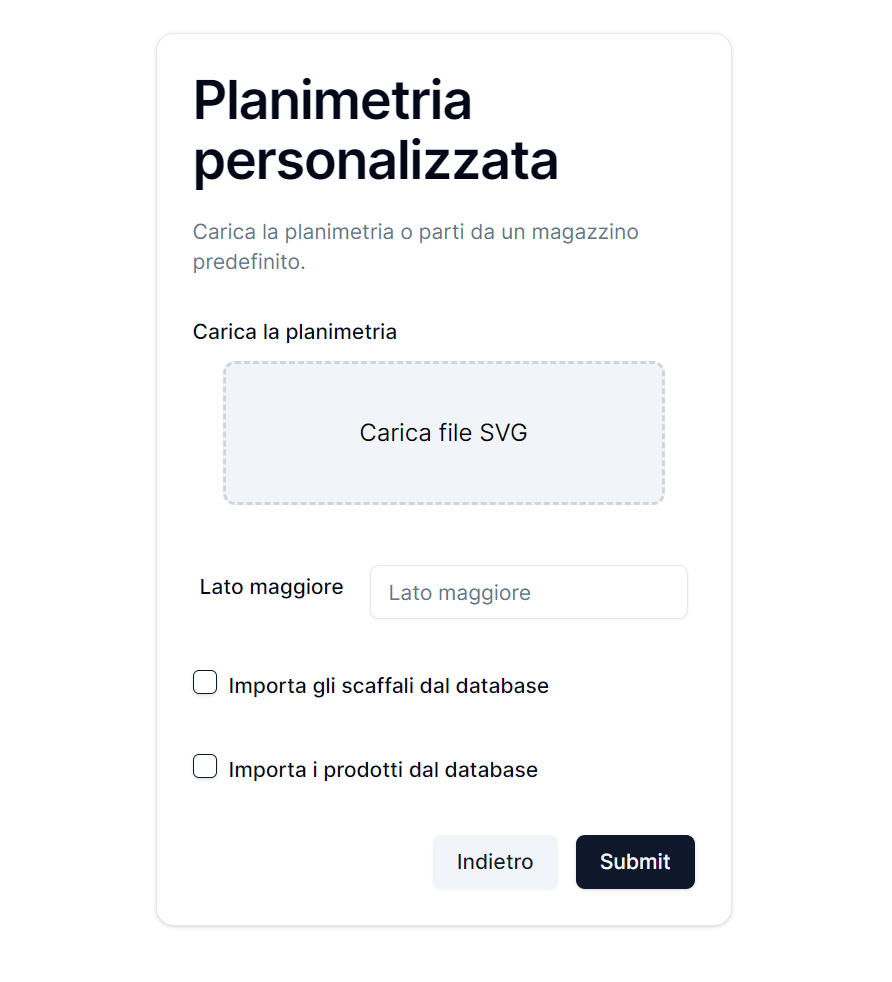 Planimetria
personalizzata
Carica la planimetria o parti da un magazzino
predefinito.
Carica la planimetria
Carica file SVG
Lato maggiore
Lato maggiore
Importa gli scaffali dal database
Importa i prodotti dal database
Indietro
Submit